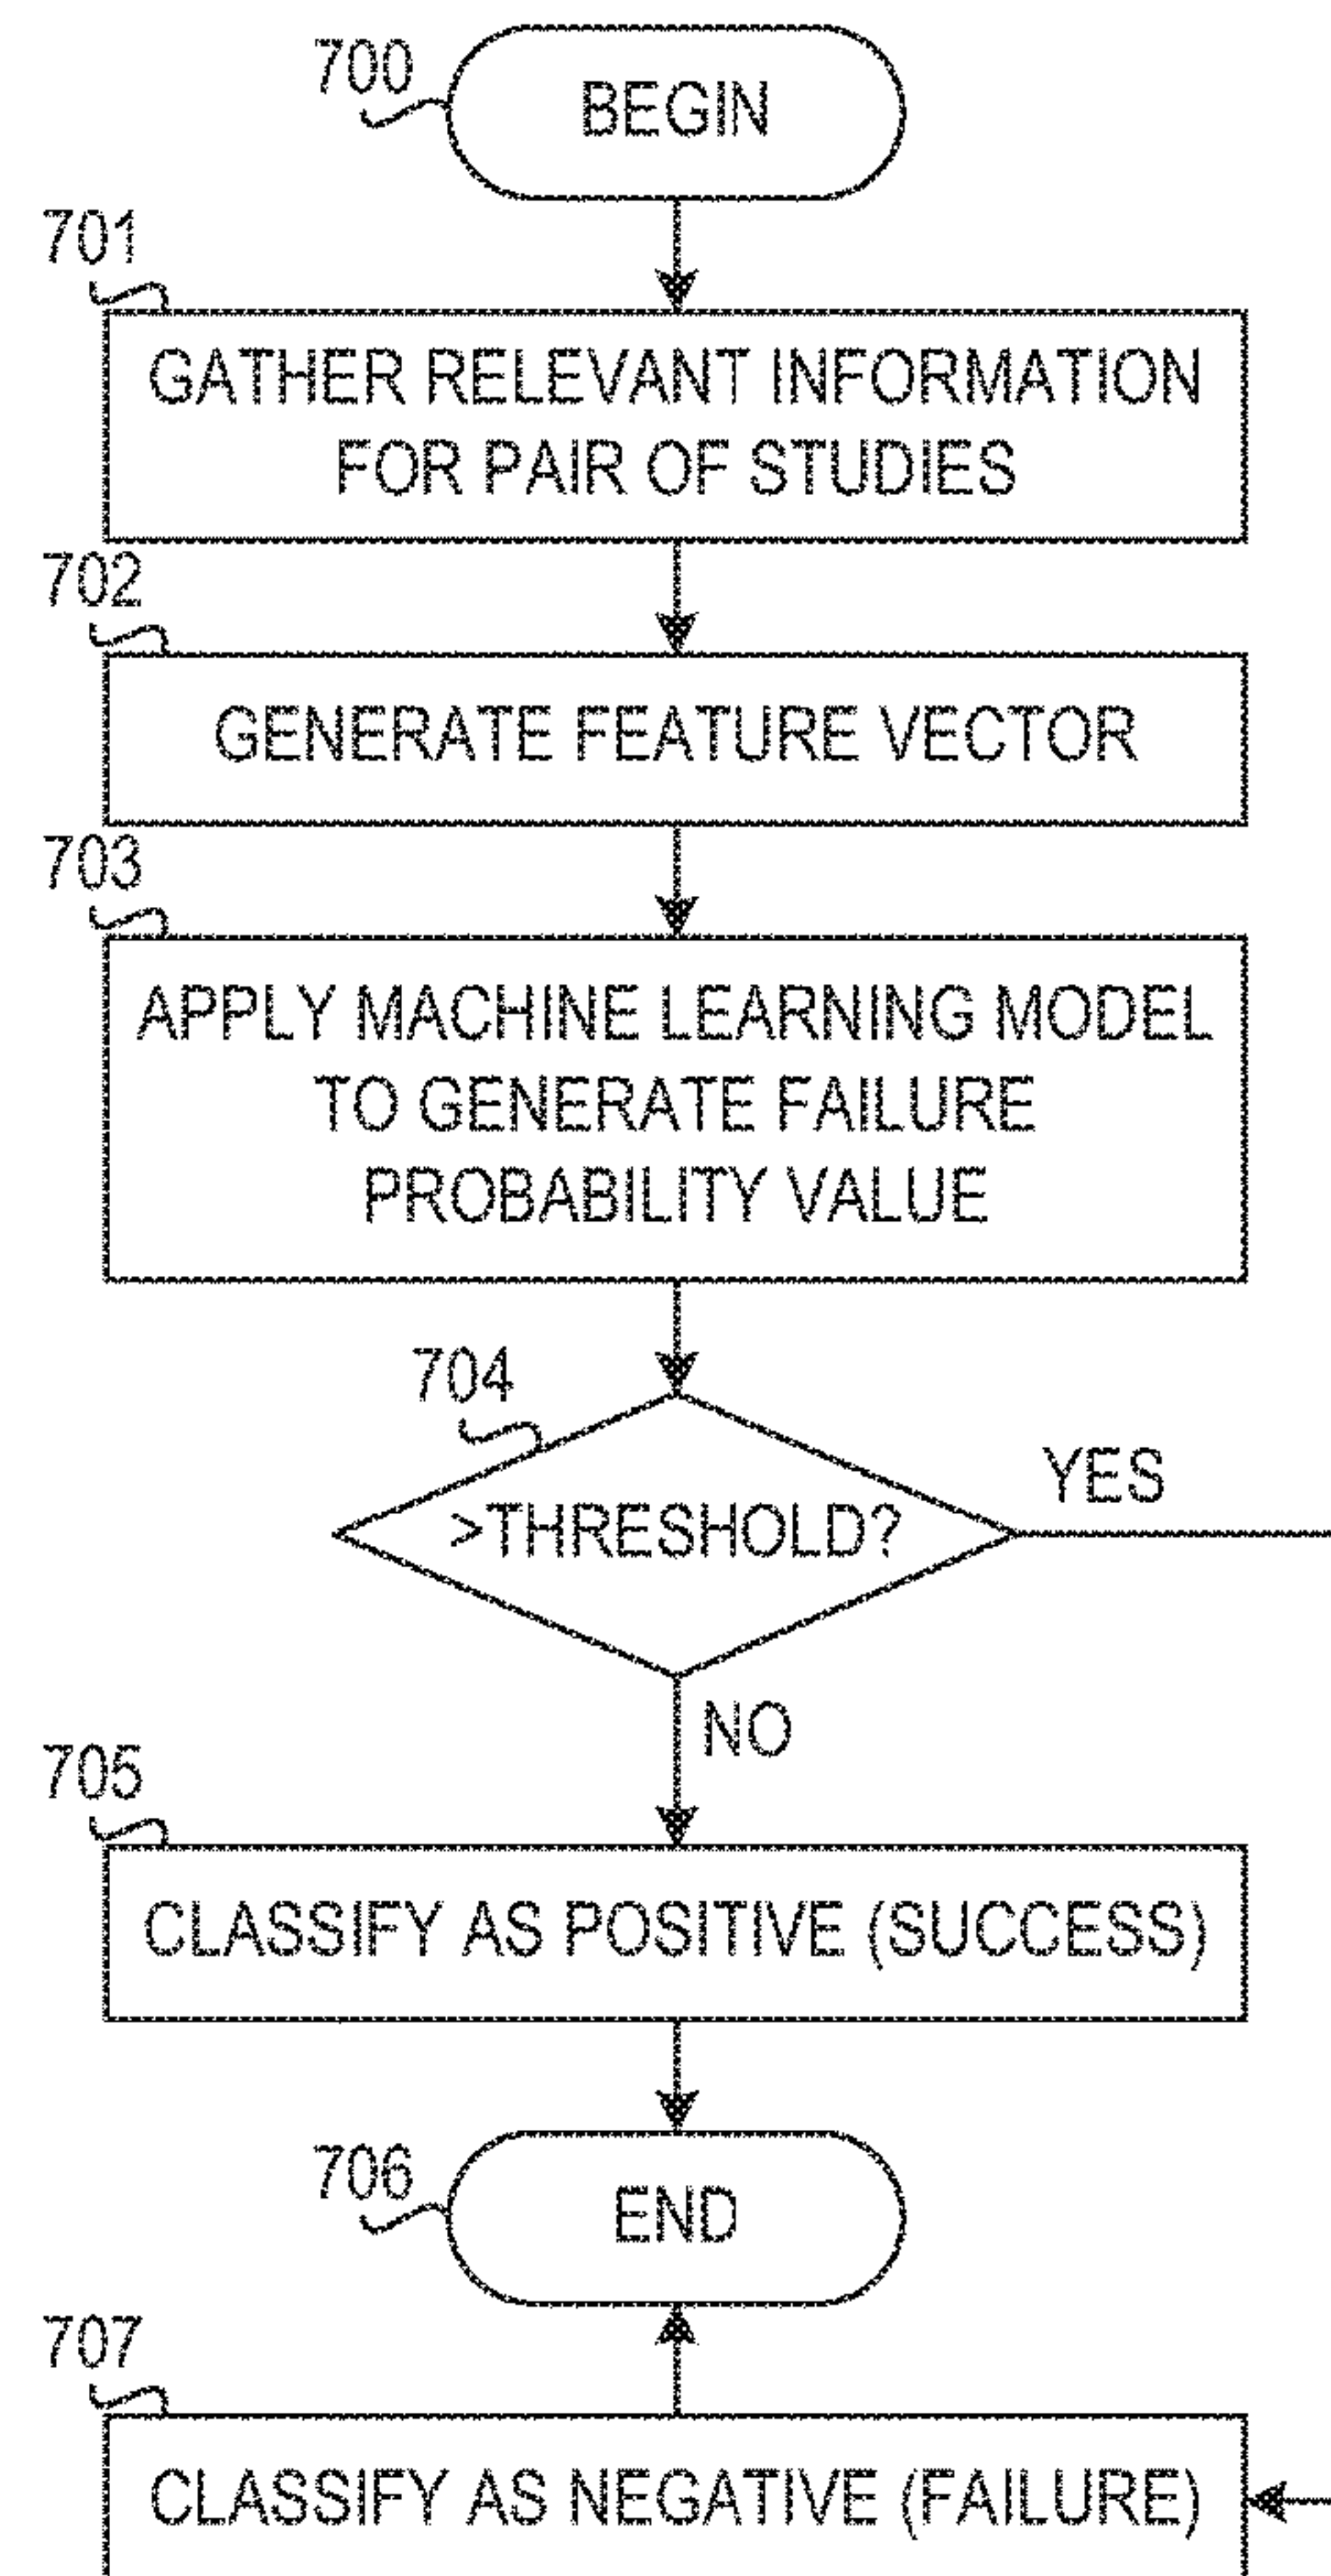 700
BEGIN
701
GATHER RELEVANT INFORMATION
FOR PAIR OF STUDIES
702
GENERATE FEATURE VECTOR
703
APPLY MACHINE LEARNING MODEL
TO GENERATE FAILURE
PROBABILITY VALUE
704
>THRESHOLD?
YES
NO
705
CLASSIFY AS POSITIVE (SUCCESS)
706
END
707
CLASSIFY AS NEGATIVE (FAILURE)